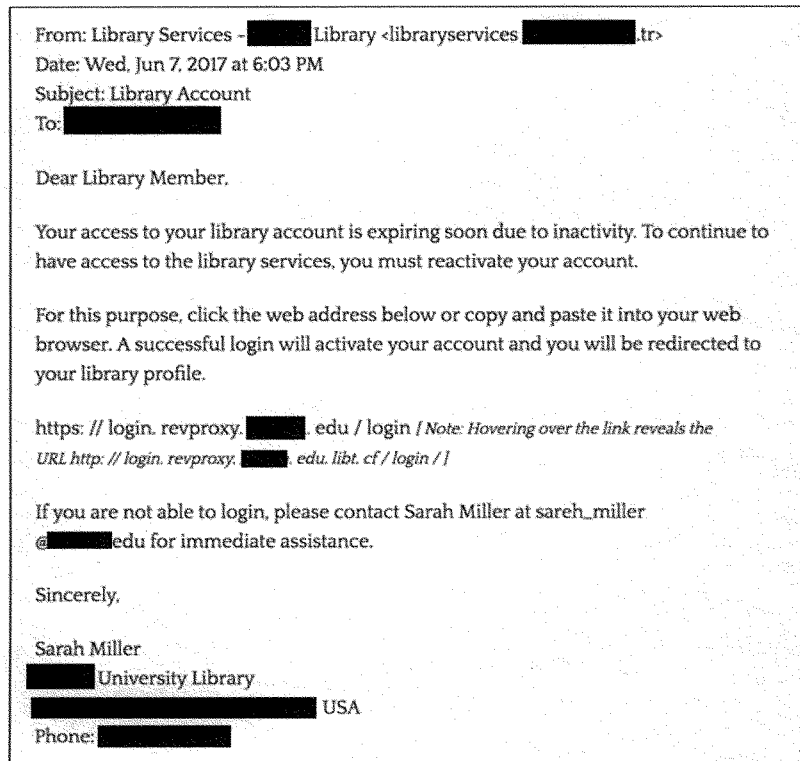 From: Library Services - Library <libraryservices .tr>
Date: Wed, Jun 7, 2017 at 6:03 PM
Subject: Library Account
To:
Dear Library Member,
Your access to your library account is expiring soon due to inactivity. To continue to
have access to the library services, you must reactivate your account.
For this purpose, click the web address below or copy and paste it into your web
browser. A successful login will activate your account and you will be redirected to
your library profile.
https: // login. revproxy. . edu / login [ Note: Hovering over the link reveals the
URL http: // login. revproxy. . edu. libt. cf / login / ]
If you are not able to login, please contact Sarah Miller at sareh_miller
@ edu for immediate assistance.
Sincerely,
Sarah Miller
University Library
USA
Phone: